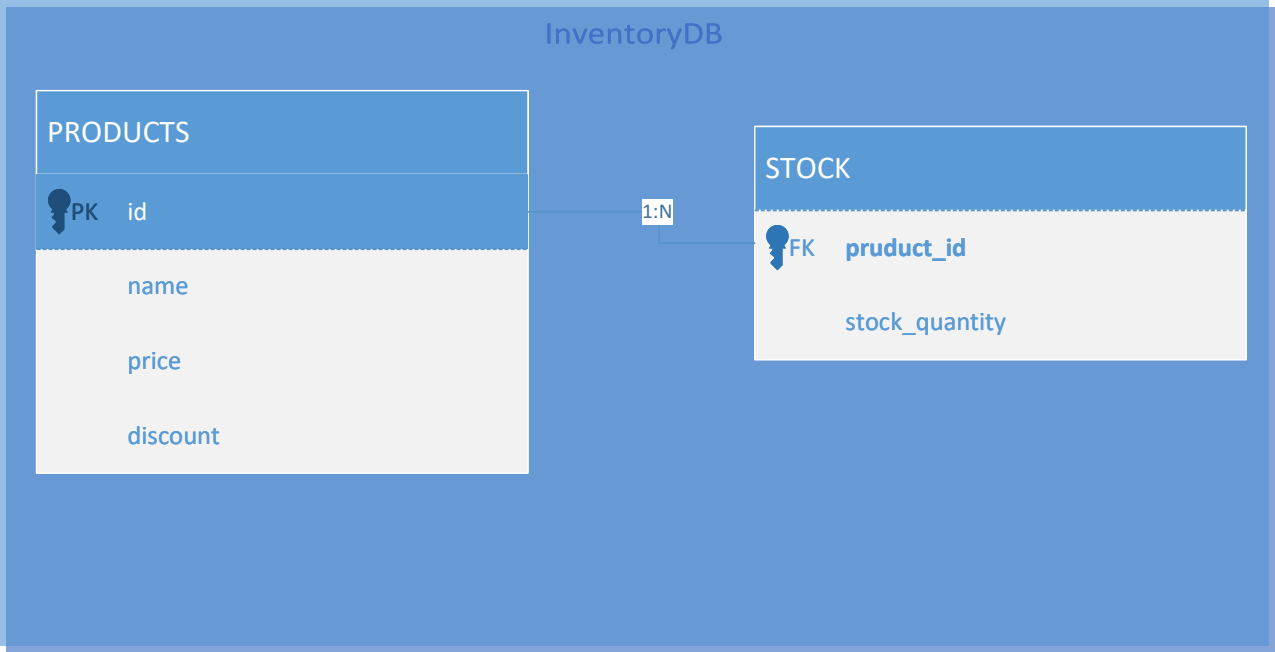 InventoryDB
PRODUCTS
PK id
name
price
discount
1:N
STOCK
FK pruduct_id
stock_quantity